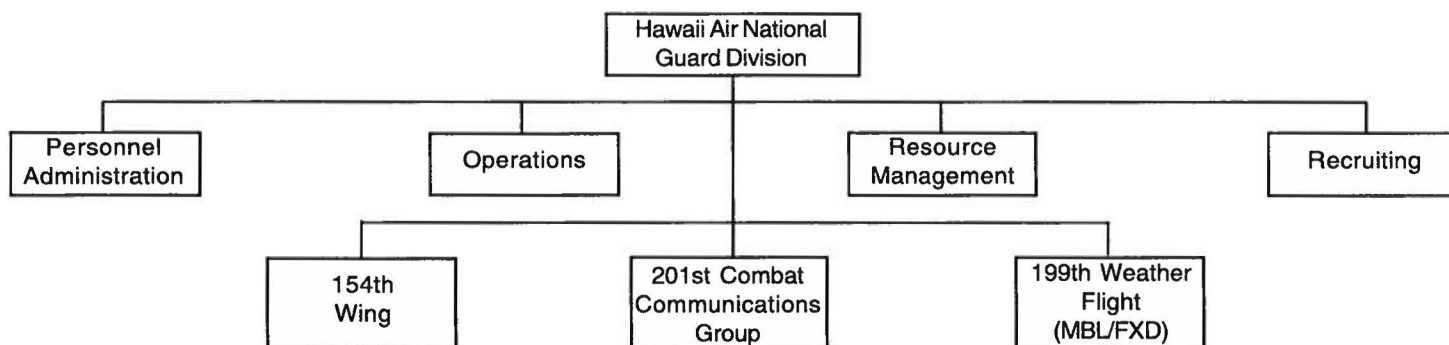 Hawaii Air National
Guard Division
Personnel
Administration
Operations
Resource
Management
Recruiting
154th
Wing
201st Combat
Communications
Group
199th Weather
Flight
(MBL/FXD)